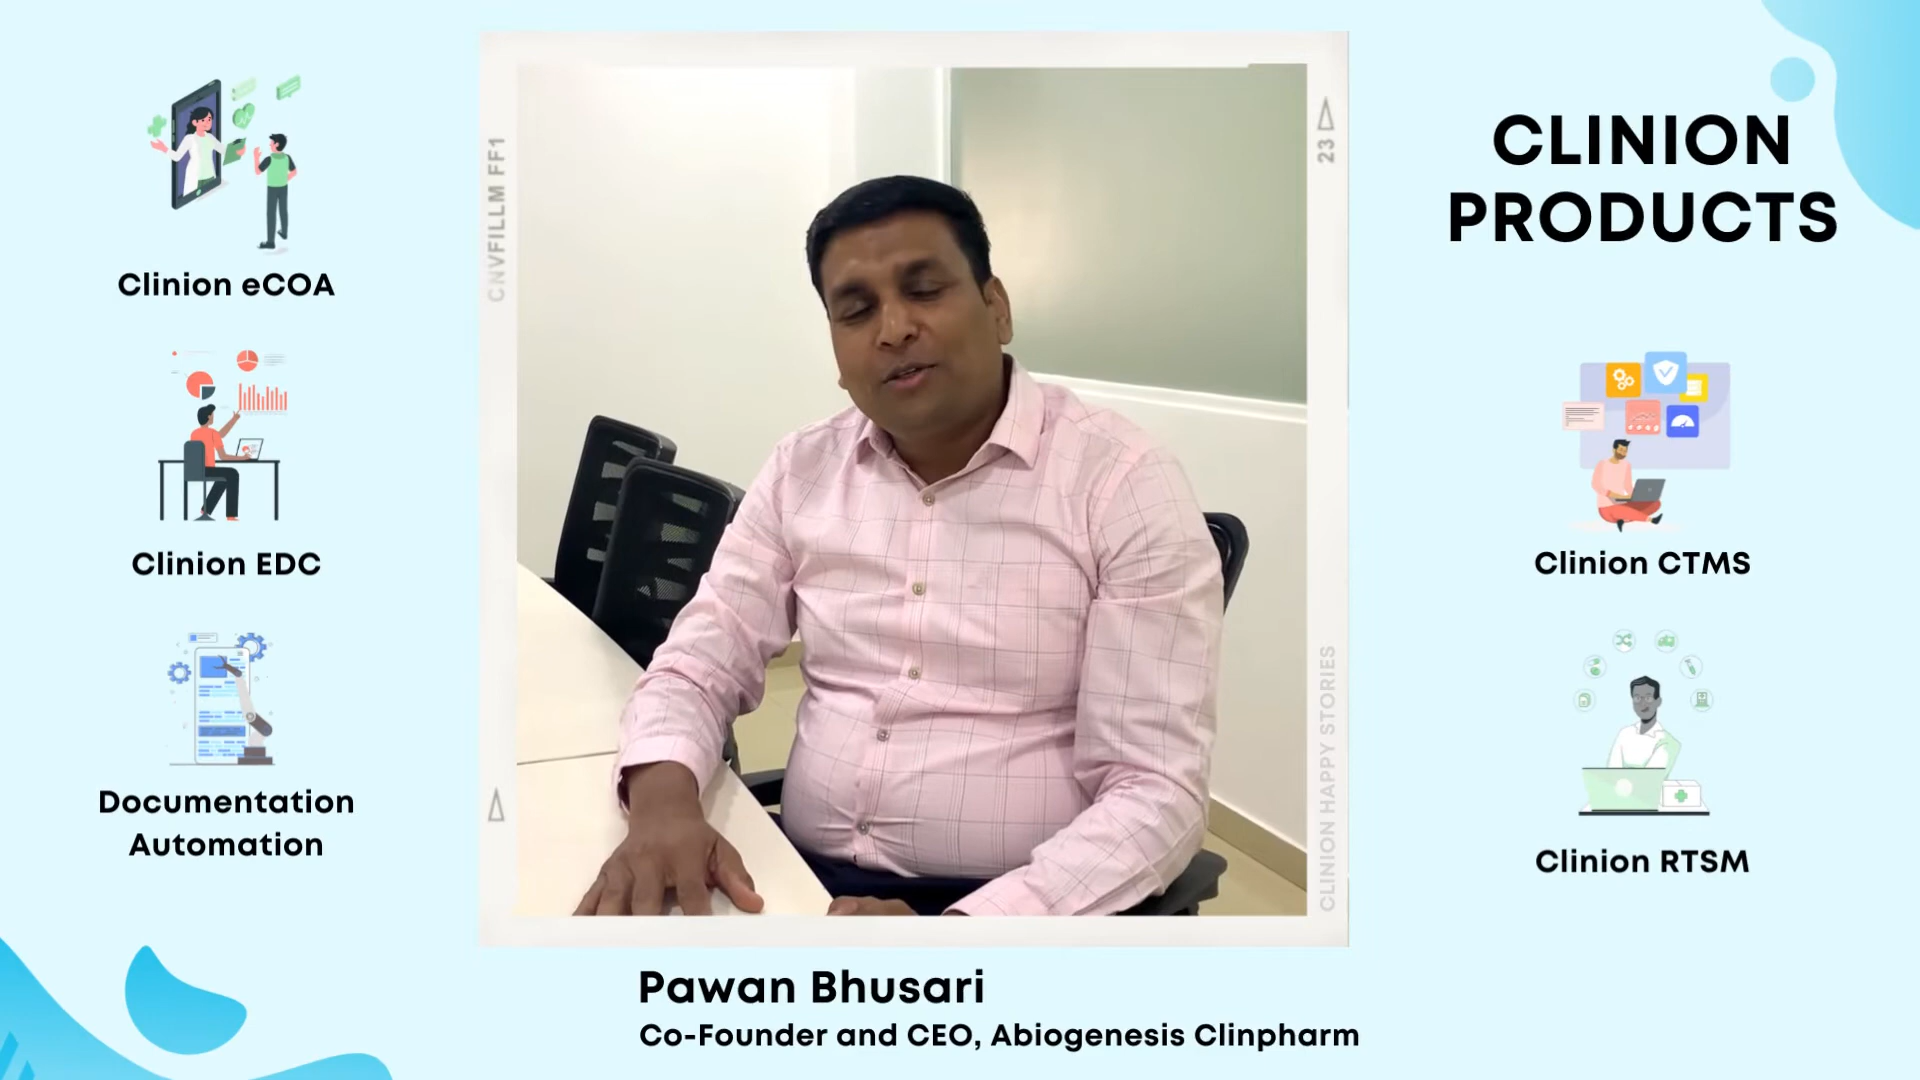 CLINION
PRODUCTS
Clinion eCOA
Clinion EDC
Documentation
Automation
CNVFILLM FF1
23
CLINION HAPPY STORIES
Clinion CTMS
Clinion RTSM
Pawan Bhusari
Co-Founder and CEO, Abiogenesis Clinpharm